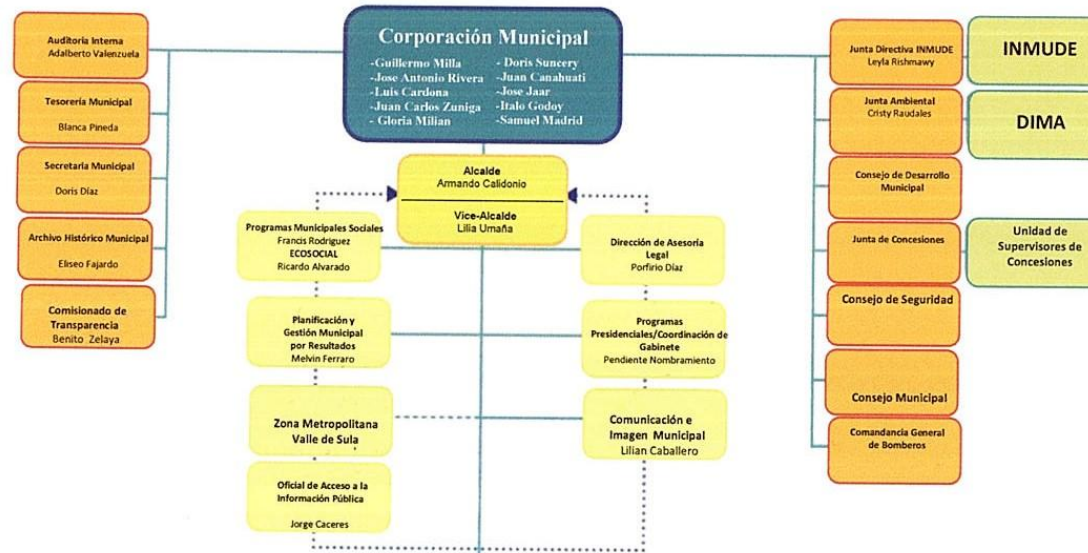 Corporación Municipal
-Guillermo Milla
-Jose Antonio Rivera
-Luis Cardona
-Juan Carlos Zuniga
- Gloria Milian
- Doris Suncery
-Juan Canahuati
-Jose Jaar
-Italo Godoy
-Samuel Madrid
Auditoria Interna
Adalberto Valenzuela
Tesorería Municipal
Blanca Pineda
Secretaria Municipal
Doris Díaz
Archivo Histórico Municipal
Eliseo Fajardo
Comisionado de
Transparencia
Benito Zelaya
Alcalde
Armando Calidonio
Vice-Alcalde
Lilia Umaña
Programas Municipales Sociales
Francis Rodriguez
ECOSOCIAL
Ricardo Alvarado
Planificación y
Gestión Municipal
por Resultados
Melvin Ferraro
Zona Metropolitana
Valle de Sula
Oficial de Acceso a la
Información Pública
Jorge Caceres
Dirección de Asesoría
Legal
Porfirio Díaz
Programas
Presidenciales/Coordinación de
Gabinete
Pendiente Nombramiento
Comunicación e
Imagen Municipal
Lilian Caballero
Junta Directiva INMUDE
Leyla Rishmawy
Junta Ambiental
Cristy Raudales
Consejo de Desarrollo
Municipal
Junta de Concesiones
Consejo de Seguridad
Consejo Municipal
Comandancia General
de Bomberos
INMUDE
DIMA
Unidad de
Supervisores de
Concesiones